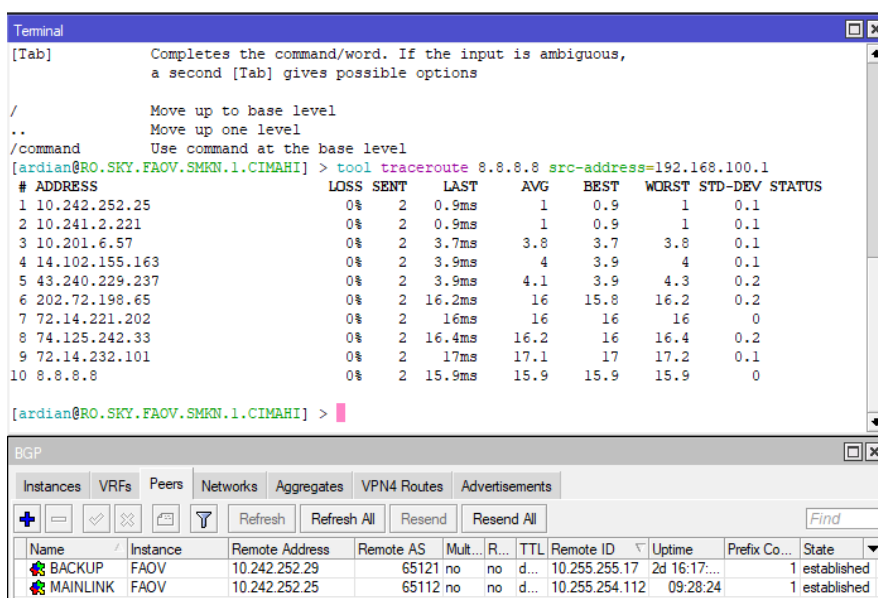 Terminal
[Tab] Completes the command/word. If the input is ambiguous,
a second [Tab] gives possible options
/ Move up to base level
.. Move up one level
/command Use command at the base level
[ardian@RO.SKY.FAOV.SMKN.1.CIMAHI] > tool traceroute 8.8.8.8 src-address=192.168.100.1
# ADDRESS LOSS SENT LAST AVG BEST WORST STD-DEV STATUS
1 10.242.252.25 0% 2 0.9ms 1 0.9 1 0.1
2 10.241.2.221 0% 2 0.9ms 1 0.9 1 0.1
3 10.201.6.57 0% 2 3.7ms 3.8 3.7 3.8 0.1
4 14.102.155.163 0% 2 3.9ms 4 3.9 4 0.1
5 43.240.229.237 0% 2 3.9ms 4.1 3.9 4.3 0.2
6 202.72.198.65 0% 2 16.2ms 16 15.8 16.2 0.2
7 72.14.221.202 0% 2 16ms 16 16 16 0
8 74.125.242.33 0% 2 16.4ms 16.2 16 16.4 0.2
9 72.14.232.101 0% 2 17ms 17.1 17 17.2 0.1
10 8.8.8.8 0% 2 15.9ms 15.9 15.9 15.9 0
[ardian@RO.SKY.FAOV.SMKN.1.CIMAHI] >
BGP
Instances VRFs Peers Networks Aggregates VPN4 Routes Advertisements
Refresh Refresh All Resend Resend All Find
Name Instance Remote Address Remote AS Mult... R... TTL Remote ID Uptime Prefix Co... State
BACKUP FAOV 10.242.252.29 65121 no no d... 10.255.255.17 2d 16:17:... 1 established
MAINLINK FAOV 10.242.252.25 65112 no no d... 10.255.254.112 09:28:24 1 established